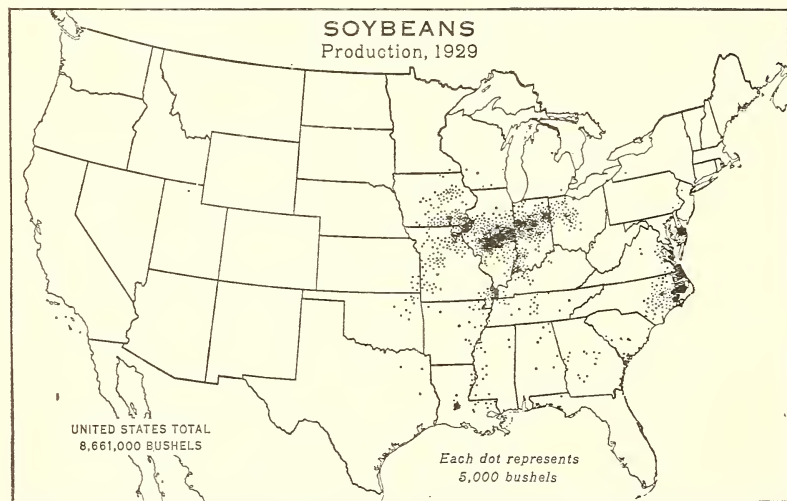 SOYBEANS
Production, 1929
UNITED STATES TOTAL
8,661,000 BUSHELS
Each dot represents
5,000 bushels